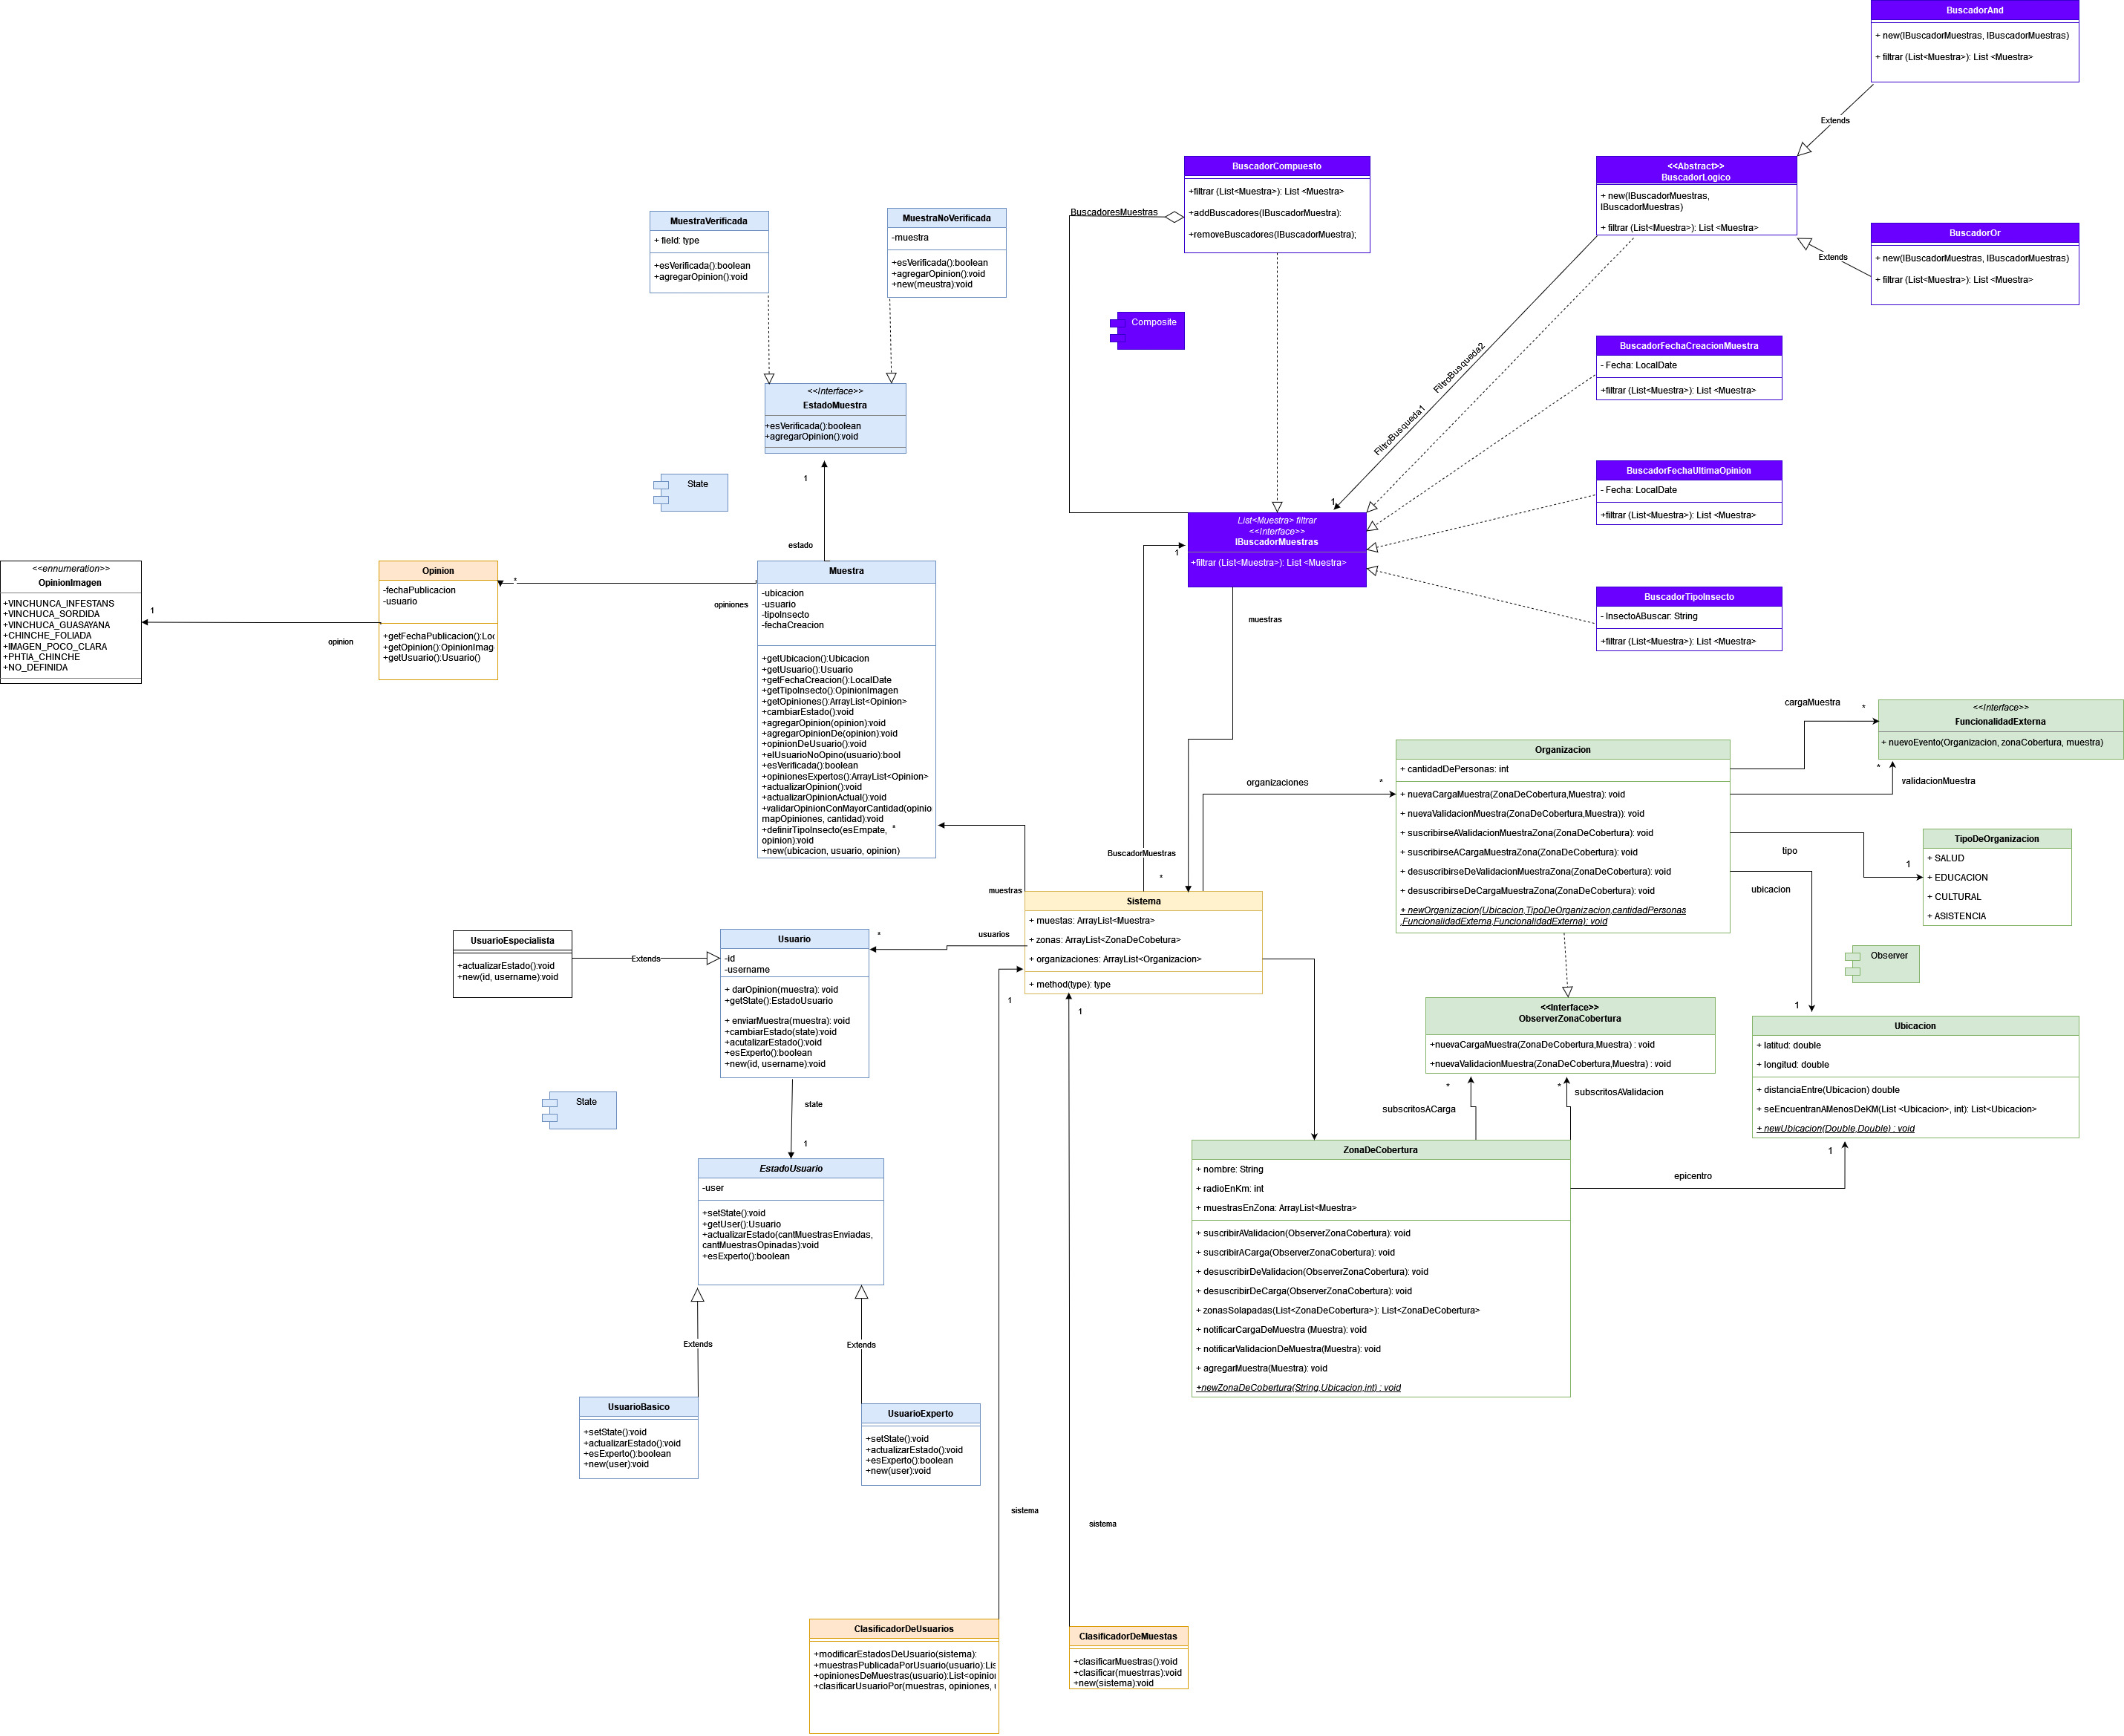 BuscadorAnd
+ new(IBuscadorMuestras, IBuscadorMuestras)
+ filtrar (List<Muestra>): List <Muestra>
Extends
<<Abstract>>
BuscadorLogico
+ new(IBuscadorMuestras,
IBuscadorMuestras)
+ filtrar (List<Muestra>): List <Muestra>
BuscadorOr
+ new(IBuscadorMuestras, IBuscadorMuestras)
+ filtrar (List<Muestra>): List <Muestra>
Extends
BuscadorCompuesto
+filtrar (List<Muestra>): List <Muestra>
+addBuscadores(IBuscadorMuestra):
+removeBuscadores(IBuscadorMuestra);
BuscadoresMuestras
Composite
MuestraVerificada
+ field: type
+esVerificada():boolean
+agregarOpinion():void
MuestraNoVerificada
-muestra
+esVerificada():boolean
+agregarOpinion():void
+new(meustra):void
<<Interface>>
EstadoMuestra
+esVerificada():boolean
+agregarOpinion():void
State
1
estado
FiltroBusqueda2
FiltroBusqueda1
1
BuscadorFechaCreacionMuestra
- Fecha: LocalDate
+filtrar (List<Muestra>): List <Muestra>
BuscadorFechaUltimaOpinion
- Fecha: LocalDate
+filtrar (List<Muestra>): List <Muestra>
BuscadorTipoInsecto
- InsectoABuscar: String
+filtrar (List<Muestra>): List <Muestra>
List<Muestra> filtrar
<<Interface>>
IBuscadorMuestras
+filtrar (List<Muestra>): List <Muestra>
1
muestras
<<ennumeration>>
OpinionImagen
+VINCHUNCA_INFESTANS
+VINCHUCA_SORDIDA
+VINCHUCA_GUASAYANA
+CHINCHE_FOLIADA
+IMAGEN_POCO_CLARA
+PHTIA_CHINCHE
+NO_DEFINIDA
1
opinion
Opinion
-fechaPublicacion
-usuario
+getFechaPublicacion():Loc
+getOpinion():OpinionImag
+getUsuario():Usuario()
*
opiniones
Muestra
-ubicacion
-usuario
-tipoInsecto
-fechaCreacion
+getUbicacion():Ubicacion
+getUsuario():Usuario
+getFechaCreacion():LocalDate
+getTipoInsecto():OpinionImagen
+getOpiniones():ArrayList<Opinion>
+cambiarEstado():void
+agregarOpinion(opinion):void
+agregarOpinionDe(opinion):void
+opinionDeUsuario():void
+elUsuarioNoOpino(usuario):bool
+esVerificada():boolean
+opinionesExpertos():ArrayList<Opinion>
+actualizarOpinion():void
+actualizarOpinionActual():void
+validarOpinionConMayorCantidad(opinio
mapOpiniones, cantidad):void
+definirTipoInsecto(esEmpate,
opinion):void
+new(ubicacion, usuario, opinion)
*
muestras
BuscadorMuestras
*
organizaciones
*
Organizacion
+ cantidadDePersonas: int
+ nuevaCargaMuestra(ZonaDeCobertura,Muestra): void
+ nuevaValidacionMuestra(ZonaDeCobertura,Muestra)): void
+ suscribirseAValidacionMuestraZona(ZonaDeCobertura): void
+ suscribirseACargaMuestraZona(ZonaDeCobertura): void
+ desuscribirseDeValidacionMuestraZona(ZonaDeCobertura): void
+ desuscribirseDeCargaMuestraZona(ZonaDeCobertura): void
+ newOrganizacion(Ubicacion,TipoDeOrganizacion,cantidadPersonas
,FuncionalidadExterna,FuncionalidadExterna): void
cargaMuestra
*
<<Interface>>
FuncionalidadExterna
+ nuevoEvento(Organizacion, zonaCobertura, muestra)
*
validacionMuestra
TipoDeOrganizacion
+ SALUD
+ EDUCACION
+ CULTURAL
+ ASISTENCIA
tipo
1
ubicacion
Observer
1
Ubicacion
+ latitud: double
+ longitud: double
+ distanciaEntre(Ubicacion) double
+ seEncuentranAMenosDeKM(List <Ubicacion>, int): List<Ubicacion>
+ newUbicacion(Double,Double) : void
1
epicentro
Sistema
+ muestas: ArrayList<Muestra>
+ zonas: ArrayList<ZonaDeCobetura>
+ organizaciones: ArrayList<Organizacion>
+ method(type): type
usuarios
*
1
1
UsuarioEspecialista
+actualizarEstado():void
+new(id, username):void
Extends
Usuario
-id
-username
+ darOpinion(muestra): void
+getState():EstadoUsuario
+ enviarMuestra(muestra): void
+cambiarEstado(state):void
+acutalizarEstado():void
+esExperto():boolean
+new(id, username):void
State
state
1
EstadoUsuario
-user
+setState():void
+getUser():Usuario
+actualizarEstado(cantMuestrasEnviadas,
cantMuestrasOpinadas):void
+esExperto():boolean
Extends
Extends
UsuarioBasico
+setState():void
+actualizarEstado():void
+esExperto():boolean
+new(user):void
UsuarioExperto
+setState():void
+actualizarEstado():void
+esExperto():boolean
+new(user):void
<<Interface>>
ObserverZonaCobertura
+nuevaCargaMuestra(ZonaDeCobertura,Muestra) : void
+nuevaValidacionMuestra(ZonaDeCobertura,Muestra) : void
*
subscritosACarga
*
subscritosAValidacion
ZonaDeCobertura
+ nombre: String
+ radioEnKm: int
+ muestrasEnZona: ArrayList<Muestra>
+ suscribirAValidacion(ObserverZonaCobertura): void
+ suscribirACarga(ObserverZonaCobertura): void
+ desuscribirDeValidacion(ObserverZonaCobertura): void
+ desuscribirDeCarga(ObserverZonaCobertura): void
+ zonasSolapadas(List<ZonaDeCobertura>): List<ZonaDeCobertura>
+ notificarCargaDeMuestra (Muestra): void
+ notificarValidacionDeMuestra(Muestra): void
+ agregarMuestra(Muestra): void
+newZonaDeCobertura(String,Ubicacion,int) : void
sistema
sistema
ClasificadorDeUsuarios
+modificarEstadosDeUsuario(sistema):
+muestrasPublicadaPorUsuario(usuario):Lis
+opinionesDeMuestras(usuario):List<opinion
+clasificarUsuarioPor(muestras, opiniones, u
ClasificadorDeMuestas
+clasificarMuestras():void
+clasificar(muestrras):void
+new(sistema):void